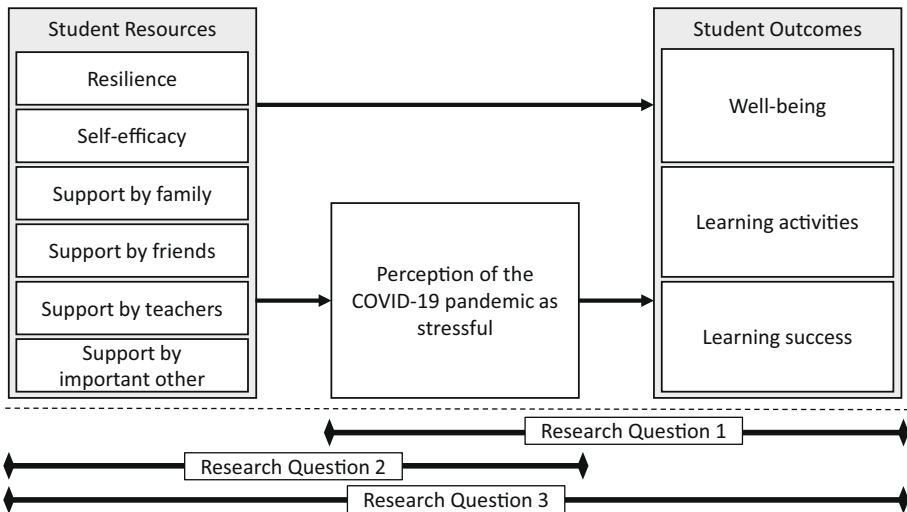 Student Resources
Resilience
Self-efficacy
Support by family
Support by friends
Support by teachers
Support by
important other
Perception of the
COVID-19 pandemic as
stressful
Student Outcomes
Well-being
Learning activities
Learning success
Research Question 1
Research Question 2
Research Question 3